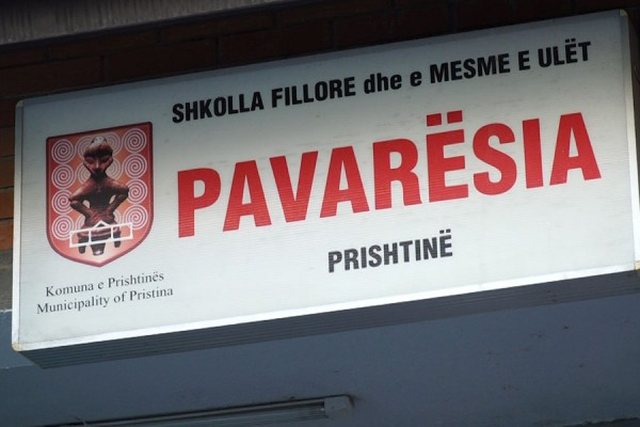 SHKOLLA FILLORE dhe e MESME E ULËT
PAVARËSIA
PRISHTINË
Komuna e Prishtinës
Municipality of Pristina